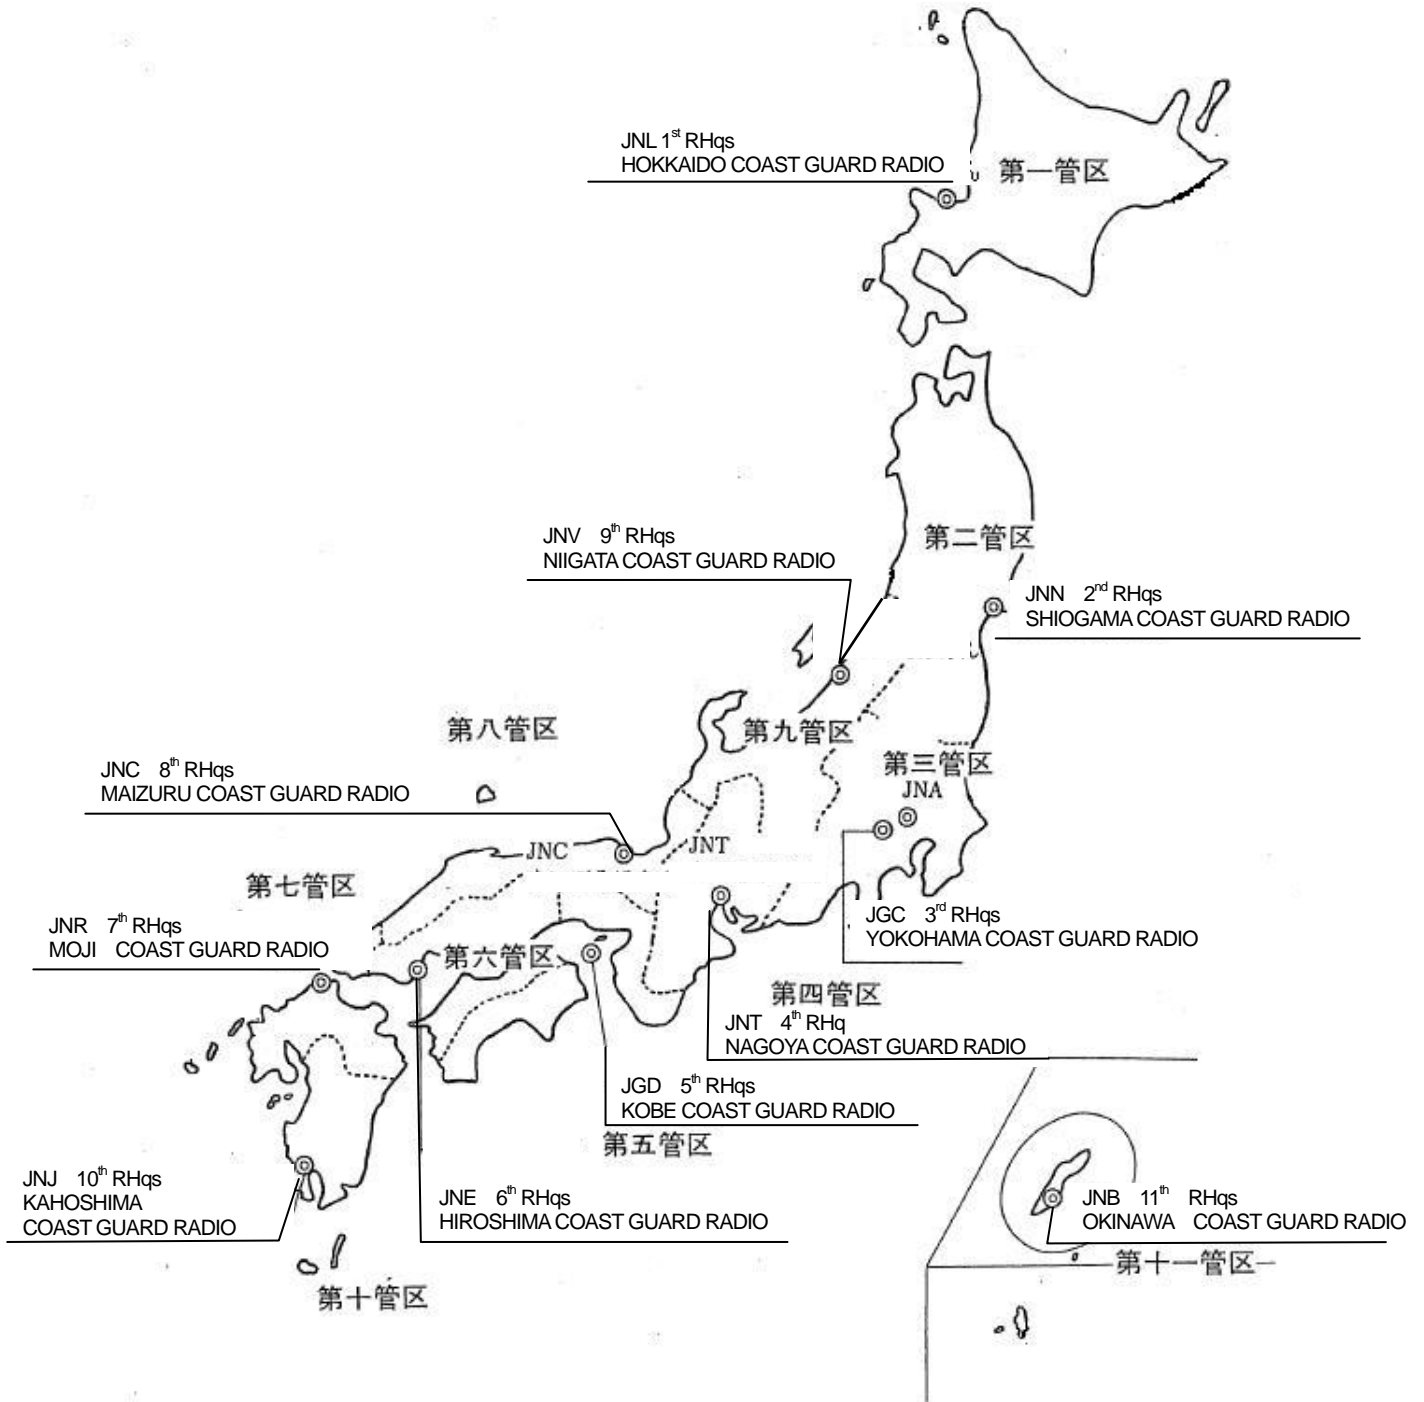 JNL 1st RHqs
HOKKAIDO COAST GUARD RADIO
第一管区
第二管区
JNV 9th RHqs
NIIGATA COAST GUARD RADIO
JNN 2nd RHqs
SHIOGAMA COAST GUARD RADIO
第八管区
第九管区
第三管区
JNA
JNC 8th RHqs
MAIZURU COAST GUARD RADIO
JNC
JNT
第七管区
JNR 7th RHqs
MOJI COAST GUARD RADIO
JGC 3rd RHqs
YOKOHAMA COAST GUARD RADIO
第六管区
第四管区
JNT 4th RHq
NAGOYA COAST GUARD RADIO
JGD 5th RHqs
KOBE COAST GUARD RADIO
第五管区
JNJ 10th RHqs
KAHOSHIMA
COAST GUARD RADIO
JNE 6th RHqs
HIROSHIMA COAST GUARD RADIO
JNB 11th RHqs
OKINAWA COAST GUARD RADIO
第十一管区
第十管区